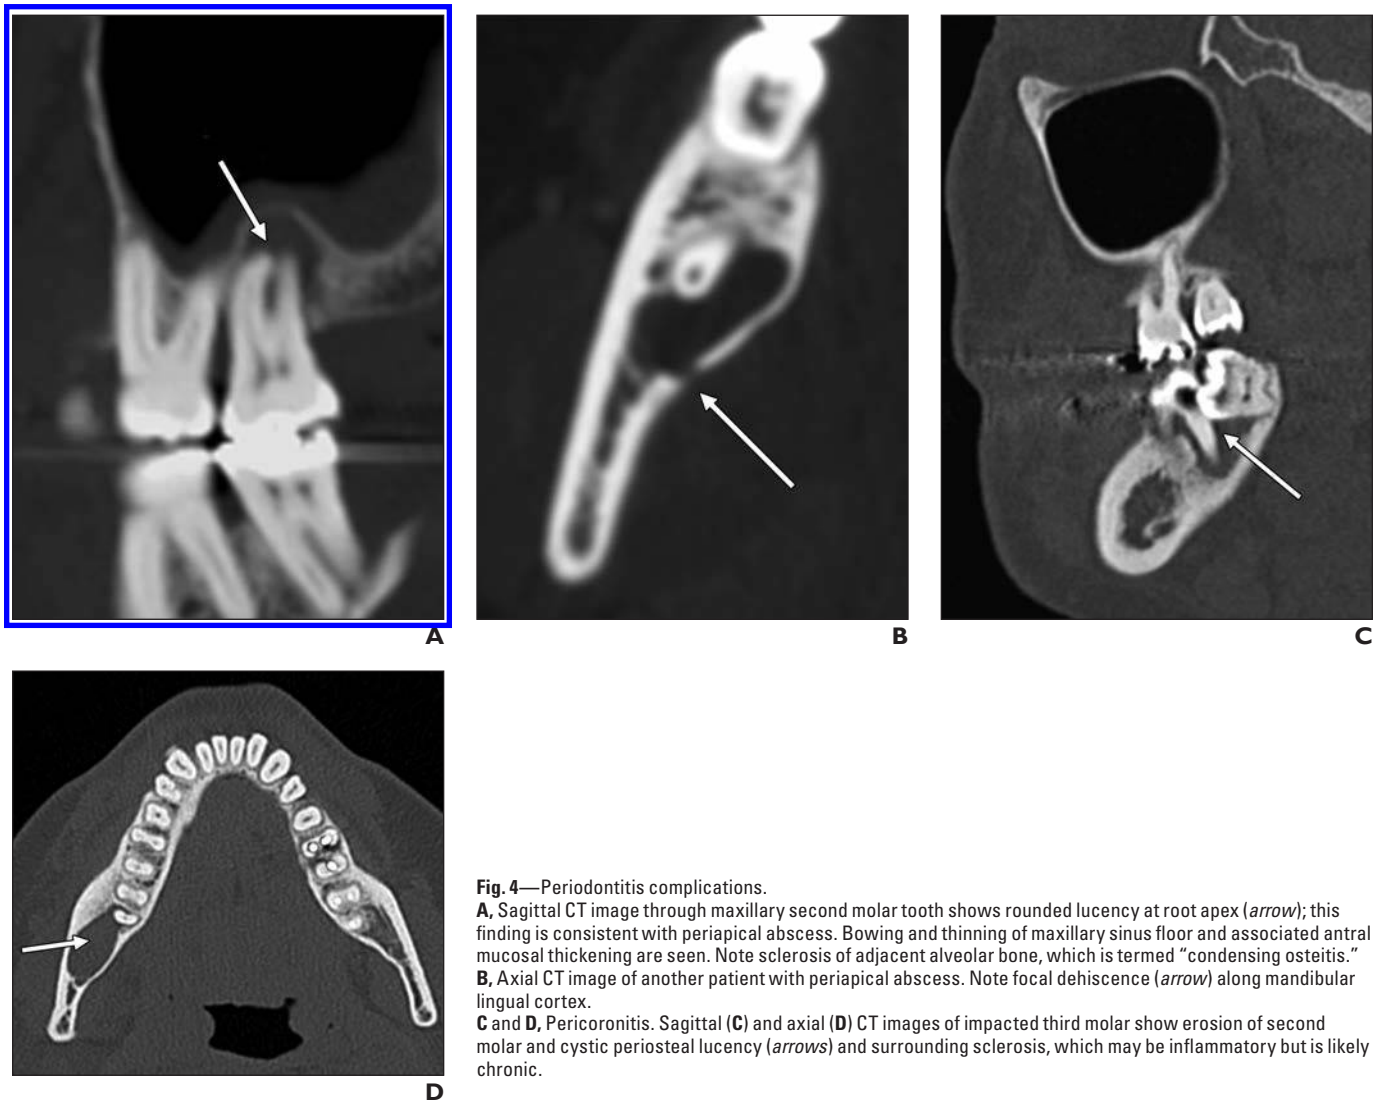 A
B
C
D
Fig. 4—Periodontitis complications.
A, Sagittal CT image through maxillary second molar tooth shows rounded lucency at root apex (arrow); this
finding is consistent with periapical abscess. Bowing and thinning of maxillary sinus floor and associated antral
mucosal thickening are seen. Note sclerosis of adjacent alveolar bone, which is termed “condensing osteitis.”
B, Axial CT image of another patient with periapical abscess. Note focal dehiscence (arrow) along mandibular
lingual cortex.
C and D, Pericoronitis. Sagittal (C) and axial (D) CT images of impacted third molar show erosion of second
molar and cystic periosteal lucency (arrows) and surrounding sclerosis, which may be inflammatory but is likely
chronic.